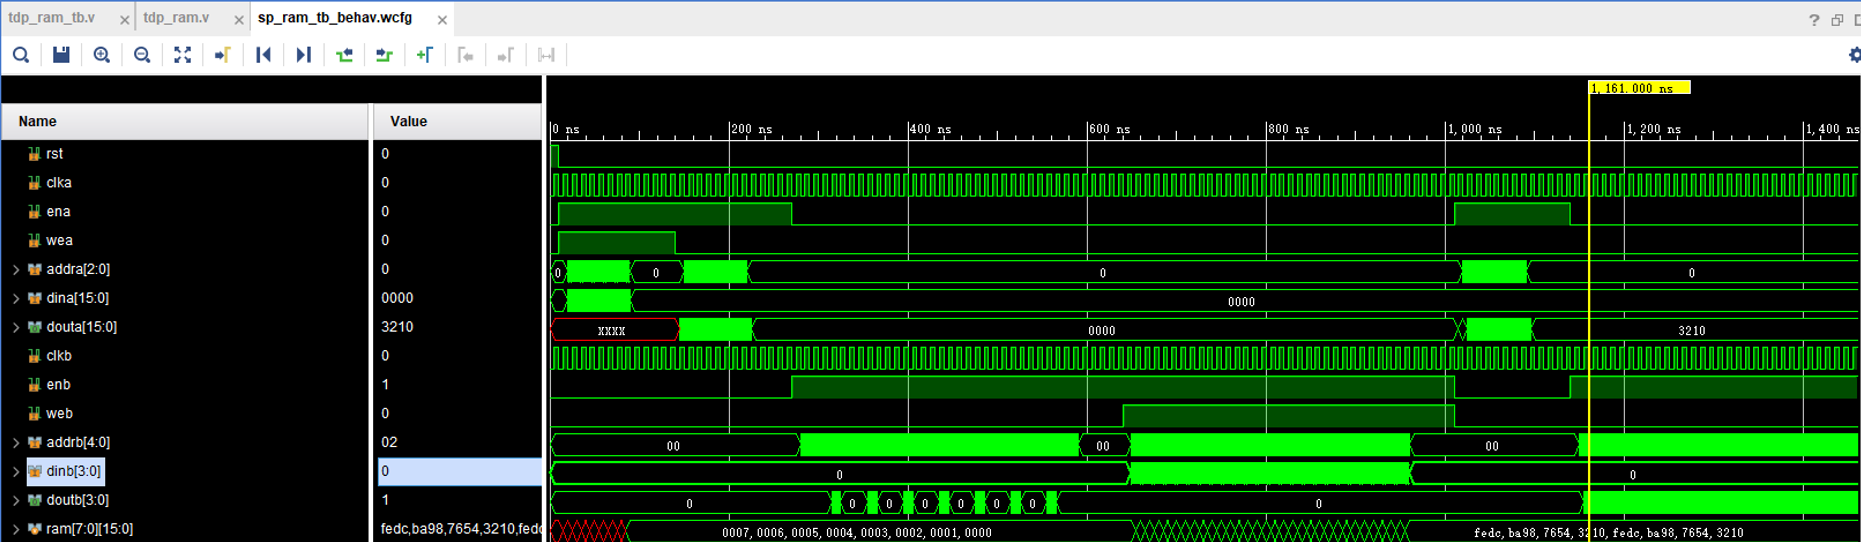 tdp_ram_tb.v × tdp_ram.v × sp_ram_tb_behav.wcfg × ?
1,161.000 ns
Name Value
0 ns 200 ns 400 ns 600 ns 800 ns 1,000 ns 1,200 ns 1,400 ns
rst 0
clka 0
ena 0
wea 0
addra[2:0] 0 0 0 0 0
dina[15:0] 0000 0000
douta[15:0] 3210 XXXX 0000 3210
clkb 0
enb 1
web 0
addrb[4:0] 02 00 00 00
dinb[3:0] 0 0 0
doutb[3:0] 1 0 0 0 0 0 0 0 0
ram[7:0][15:0] fedc,ba98,7654,3210,fedc 0007, 0006, 0005, 0004, 0003, 0002, 0001, 0000 fedc, ba98, 7654, 3210, fedc, ba98, 7654, 3210